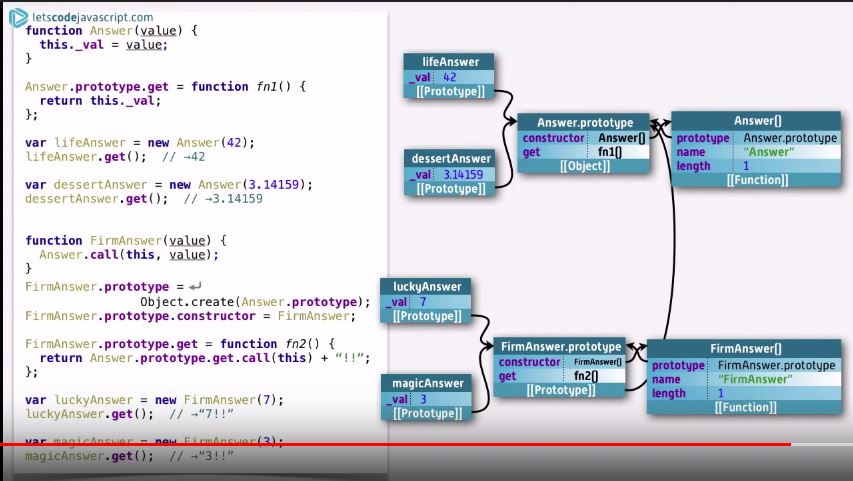 letscodejavascript.com
function Answer(value) {
this._val = value;
}
Answer.prototype.get = function fn1() {
return this._val;
};
var lifeAnswer = new Answer(42);
lifeAnswer.get(); // →42
var dessertAnswer = new Answer(3.14159);
dessertAnswer.get(); // →3.14159
function FirmAnswer(value) {
Answer.call(this, value);
}
FirmAnswer.prototype = ↵
Object.create(Answer.prototype);
FirmAnswer.prototype.constructor = FirmAnswer;
FirmAnswer.prototype.get = function fn2() {
return Answer.prototype.get.call(this) + “!!”;
};
var luckyAnswer = new FirmAnswer(7);
luckyAnswer.get(); // →“7!!”
var magicAnswer = new FirmAnswer(3);
magicAnswer.get(); // →“3!!”
lifeAnswer
_val 42
[[Prototype]]
dessertAnswer
_val 3.14159
[[Prototype]]
Answer.prototype
constructor Answer()
get fn1()
[[Object]]
Answer()
prototype Answer.prototype
name “Answer”
length 1
[[Function]]
luckyAnswer
_val 7
[[Prototype]]
magicAnswer
_val 3
[[Prototype]]
FirmAnswer.prototype
constructor FirmAnswer()
get fn2()
[[Prototype]]
FirmAnswer()
prototype FirmAnswer.prototype
name “FirmAnswer”
length 1
[[Function]]